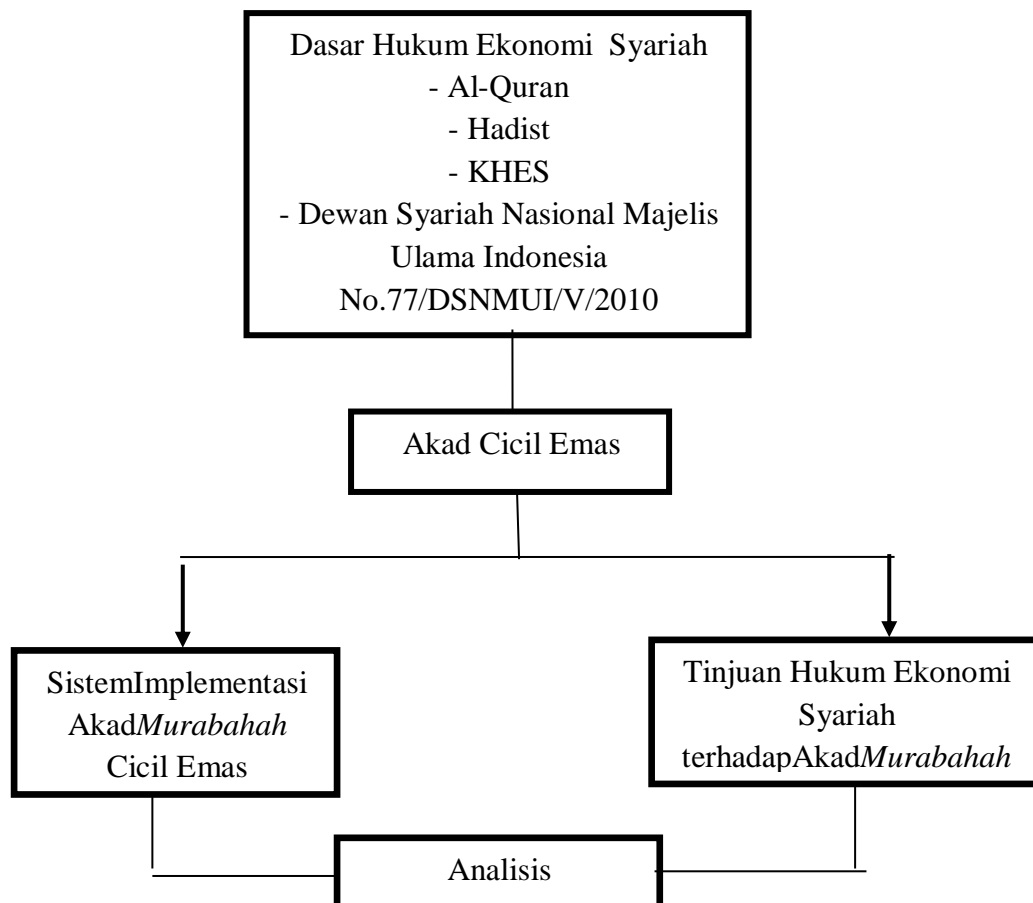 Dasar Hukum Ekonomi Syariah
- Al-Quran
- Hadist
- KHES
- Dewan Syariah Nasional Majelis
Ulama Indonesia
No.77/DSNMUI/V/2010
Akad Cicil Emas
SistemImplementasi
AkadMurabahah
Cicil Emas
Tinjuan Hukum Ekonomi
Syariah
terhadapAkadMurabahah
Analisis